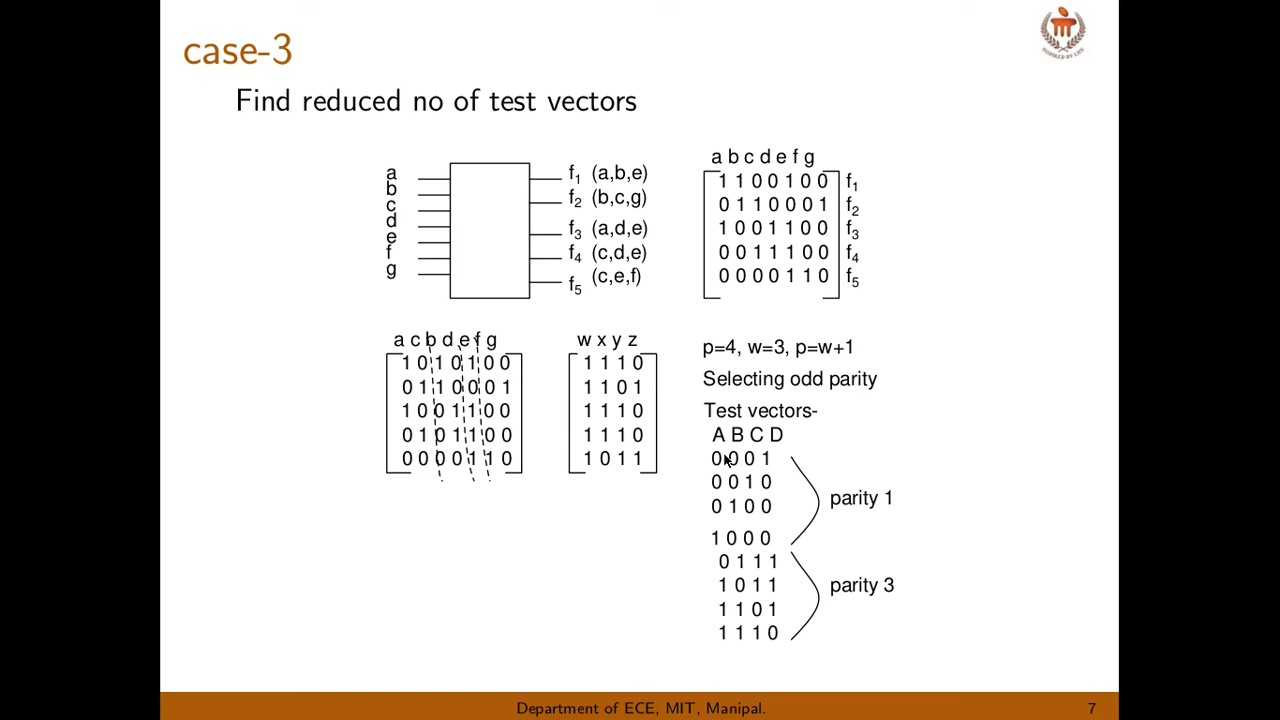 case-3
INSPIRED BY LIFE
Find reduced no of test vectors
a
b
c
d
e
f
g
f1 (a,b,e)
f2 (b,c,g)
f3 (a,d,e)
f4 (c,d,e)
f5 (c,e,f)
a b c d e f g
1 1 0 0 1 0 0 f1
0 1 1 0 0 0 1 f2
1 0 0 1 1 0 0 f3
0 0 1 1 1 0 0 f4
0 0 0 0 1 1 0 f5
a c b d e f g
1 0 1 0 1 0 0
0 1 1 0 0 0 1
1 0 0 1 1 0 0
0 1 0 1 1 0 0
0 0 0 0 1 1 0
w x y z
1 1 1 0
1 1 0 1
1 1 1 0
1 1 1 0
1 0 1 1
p=4, w=3, p=w+1
Selecting odd parity
Test vectors-
A B C D
0 0 0 1
0 0 1 0
0 1 0 0
1 0 0 0
parity 1
0 1 1 1
1 0 1 1
1 1 0 1
1 1 1 0
parity 3
Department of ECE, MIT, Manipal.
7